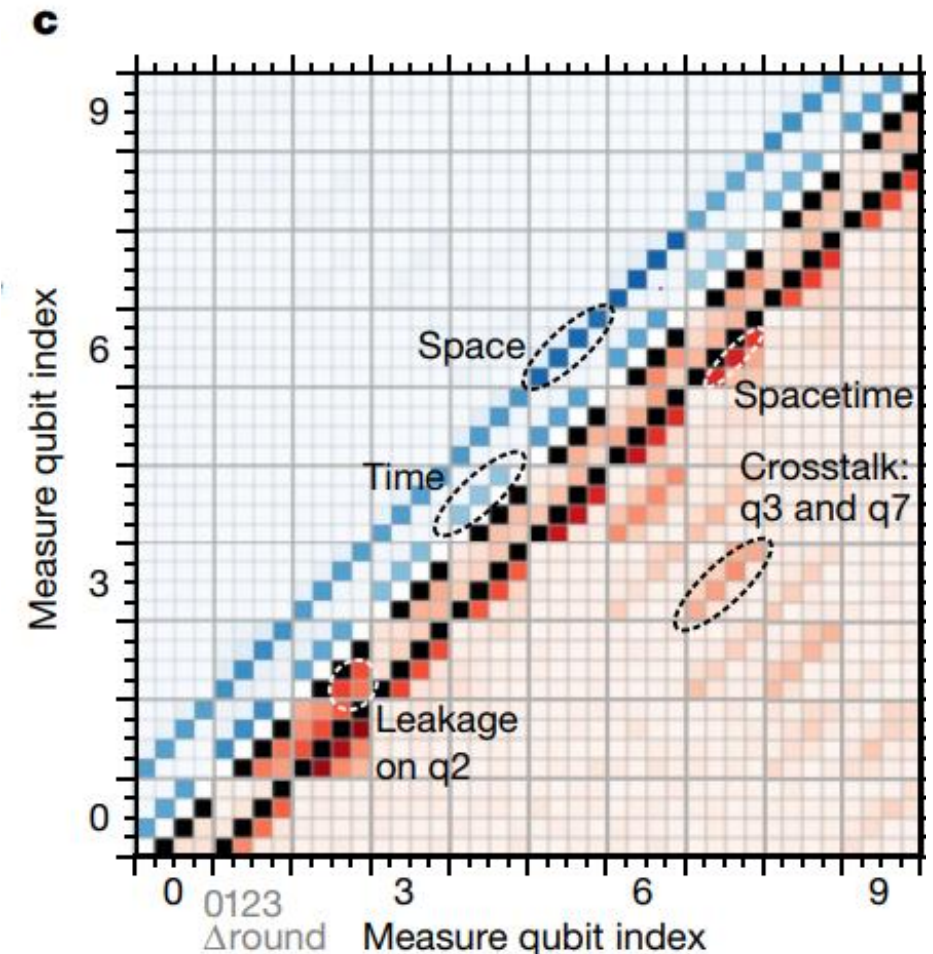 c
9
6
3
0
Measure qubit index
Space
Time
Spacetime
Crosstalk:
q3 and q7
Leakage
on q2
0 3 6 9
0123
Δround
Measure qubit index